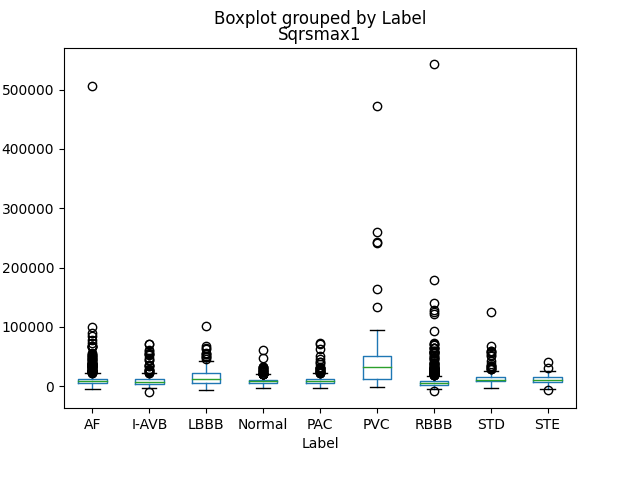 Boxplot grouped by Label
Sqrsmax1
500000
400000
300000
200000
100000
0
AF I-AVB LBBB Normal PAC PVC RBBB STD STE
Label